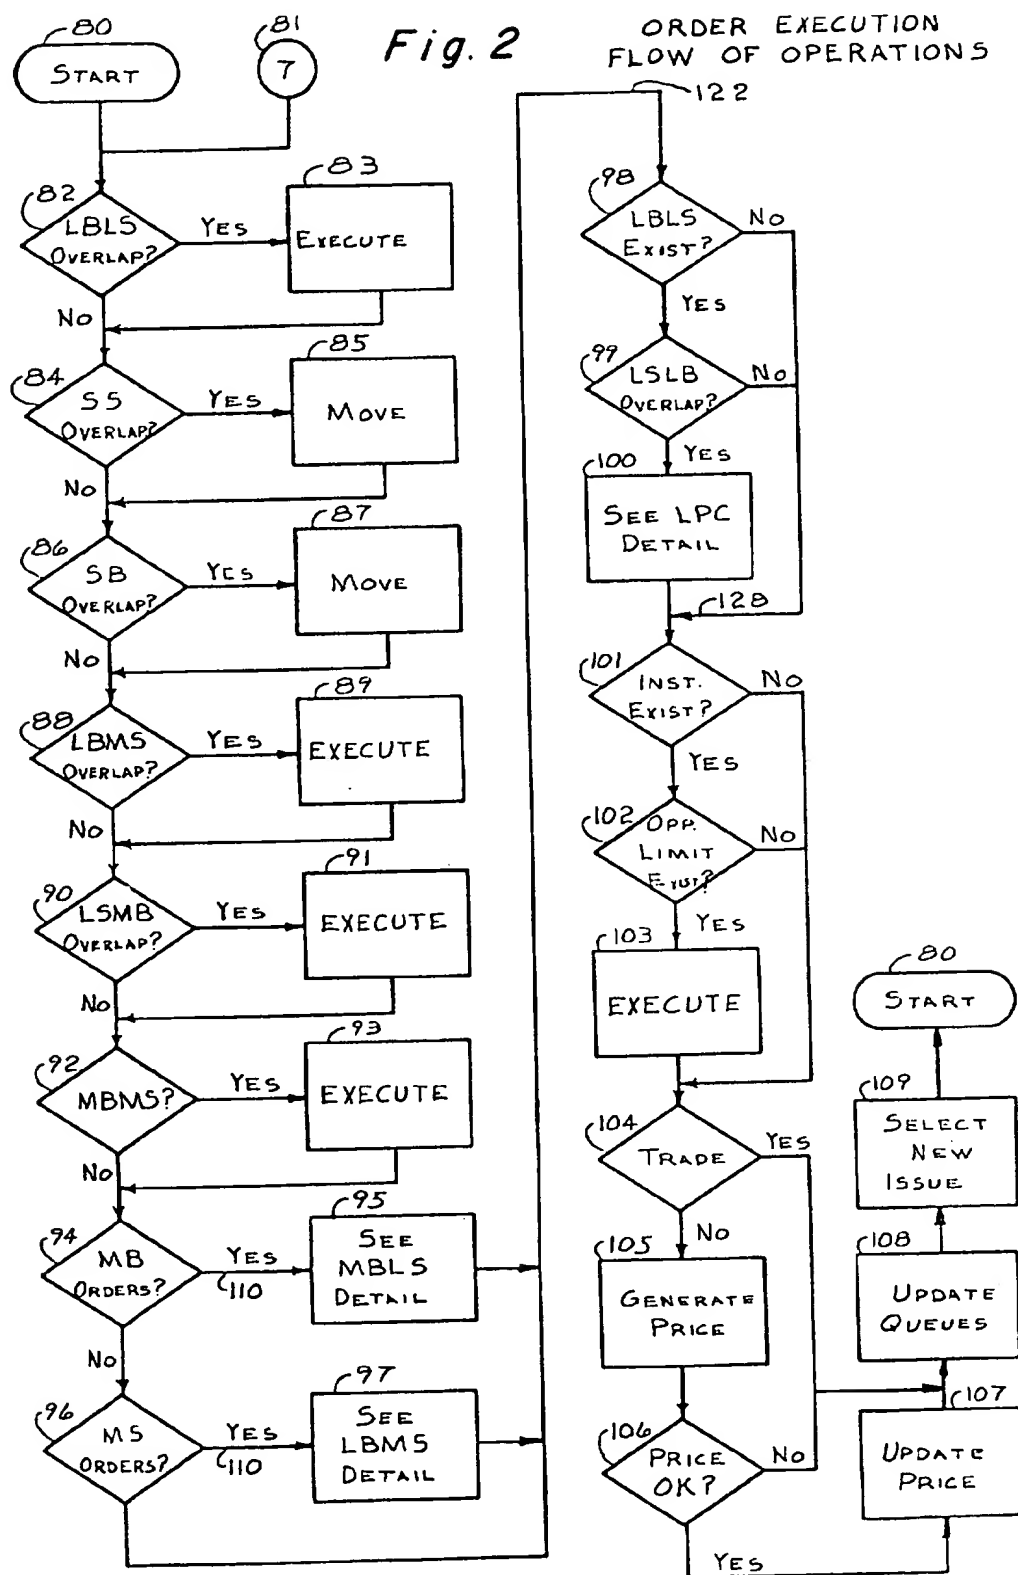 Fig. 2
ORDER EXECUTION
FLOW OF OPERATIONS
80
START
81
7
82
LBLS
OVERLAP?
YES
83
EXECUTE
NO
84
SS
OVERLAP?
YES
85
MOVE
NO
86
SB
OVERLAP?
YES
87
MOVE
NO
88
LBMS
OVERLAP?
YES
89
EXECUTE
NO
90
LSMB
OVERLAP?
YES
91
EXECUTE
NO
92
MBMS?
YES
93
EXECUTE
NO
94
MB
ORDERS?
YES
110
95
SEE
MBLS
DETAIL
NO
96
MS
ORDERS?
YES
110
97
SEE
LBMS
DETAIL
122
98
LBLS
EXIST?
NO
YES
99
LSLB
OVERLAP?
NO
YES
100
SEE LPC
DETAIL
128
101
INST.
EXIST?
NO
YES
102
OPP.
LIMIT
EXIST?
NO
YES
103
EXECUTE
104
TRADE
YES
NO
105
GENERATE
PRICE
106
PRICE
OK?
NO
YES
107
UPDATE
PRICE
108
UPDATE
QUEUES
109
SELECT
NEW
ISSUE
80
START